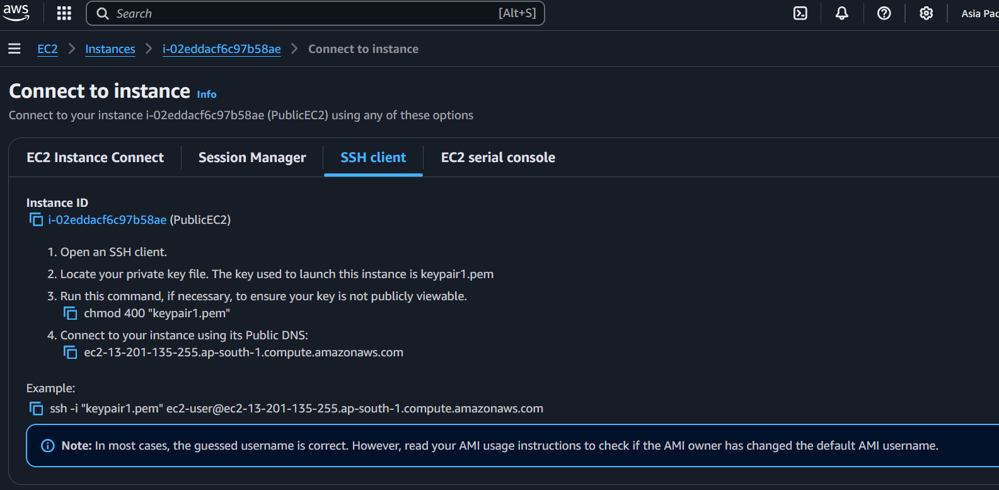 aws
Search [Alt+S] Asia Pac
EC2 > Instances > i-02eddacf6c97b58ae > Connect to instance
Connect to instance Info
Connect to your instance i-02eddacf6c97b58ae (PublicEC2) using any of these options
EC2 Instance Connect Session Manager SSH client EC2 serial console
Instance ID
i-02eddacf6c97b58ae (PublicEC2)
1. Open an SSH client.
2. Locate your private key file. The key used to launch this instance is keypair1.pem
3. Run this command, if necessary, to ensure your key is not publicly viewable.
chmod 400 "keypair1.pem"
4. Connect to your instance using its Public DNS:
ec2-13-201-135-255.ap-south-1.compute.amazonaws.com
Example:
ssh -i "keypair1.pem" ec2-user@ec2-13-201-135-255.ap-south-1.compute.amazonaws.com
Note: In most cases, the guessed username is correct. However, read your AMI usage instructions to check if the AMI owner has changed the default AMI username.